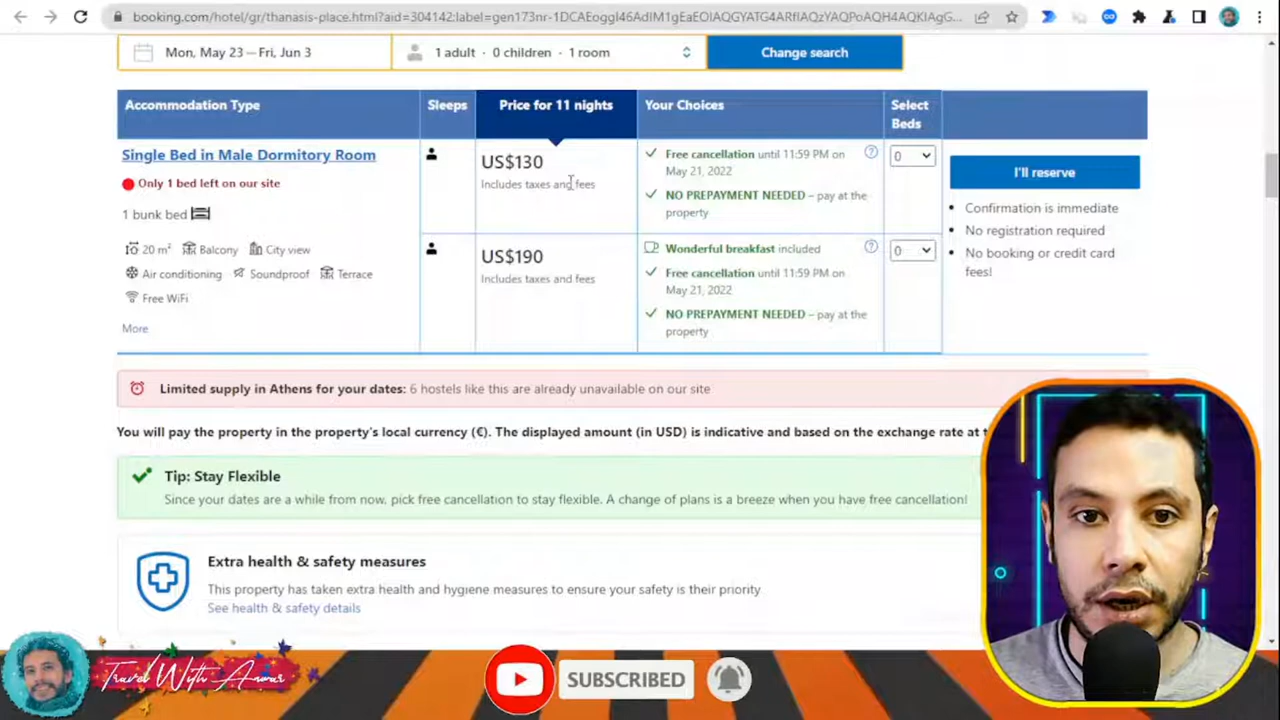 booking.com/hotel/gr/thanasis-place.html?aid=304142;label=gen173nr-1DCAEoggI46AdIM1gEaEOIAQGYATG4ARfIAQzYAQPoAQH4AQKIAgG...
Mon, May 23 — Fri, Jun 3
1 adult · 0 children · 1 room
Change search
Accommodation Type
Sleeps
Price for 11 nights
Your Choices
Select
Beds
Single Bed in Male Dormitory Room
Only 1 bed left on our site
1 bunk bed
20 m²
Balcony
City view
Air conditioning
Soundproof
Terrace
Free WiFi
More
US$130
Includes taxes and fees
Free cancellation until 11:59 PM on
May 21, 2022
NO PREPAYMENT NEEDED – pay at the
property
0
US$190
Includes taxes and fees
Wonderful breakfast included
Free cancellation until 11:59 PM on
May 21, 2022
NO PREPAYMENT NEEDED – pay at the
property
0
I'll reserve
• Confirmation is immediate
• No registration required
• No booking or credit card
fees!
Limited supply in Athens for your dates: 6 hostels like this are already unavailable on our site
You will pay the property in the property's local currency (€). The displayed amount (in USD) is indicative and based on the exchange rate at t
Tip: Stay Flexible
Since your dates are a while from now, pick free cancellation to stay flexible. A change of plans is a breeze when you have free cancellation!
Extra health & safety measures
This property has taken extra health and hygiene measures to ensure your safety is their priority
See health & safety details
Travel With Anwar
SUBSCRIBED